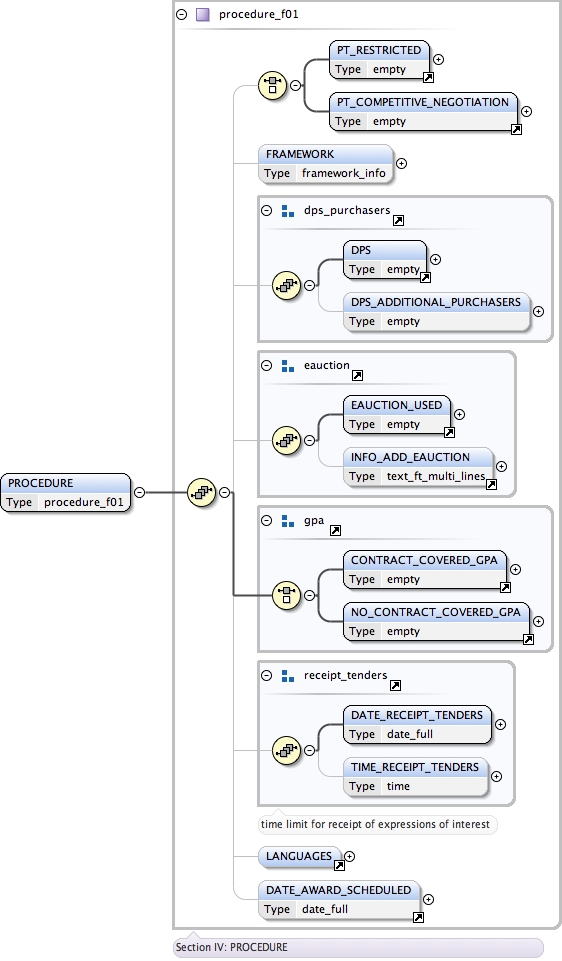 procedure_f01
PT_RESTRICTED
Type empty
PT_COMPETITIVE_NEGOTIATION
Type empty
FRAMEWORK
Type framework_info
dps_purchasers
DPS
Type empty
DPS_ADDITIONAL_PURCHASERS
Type empty
eauction
EAUCTION_USED
Type empty
INFO_ADD_EAUCTION
Type text_ft_multi_lines
PROCEDURE
Type procedure_f01
gpa
CONTRACT_COVERED_GPA
Type empty
NO_CONTRACT_COVERED_GPA
Type empty
receipt_tenders
DATE_RECEIPT_TENDERS
Type date_full
TIME_RECEIPT_TENDERS
Type time
time limit for receipt of expressions of interest
LANGUAGES
DATE_AWARD_SCHEDULED
Type date_full
Section IV: PROCEDURE